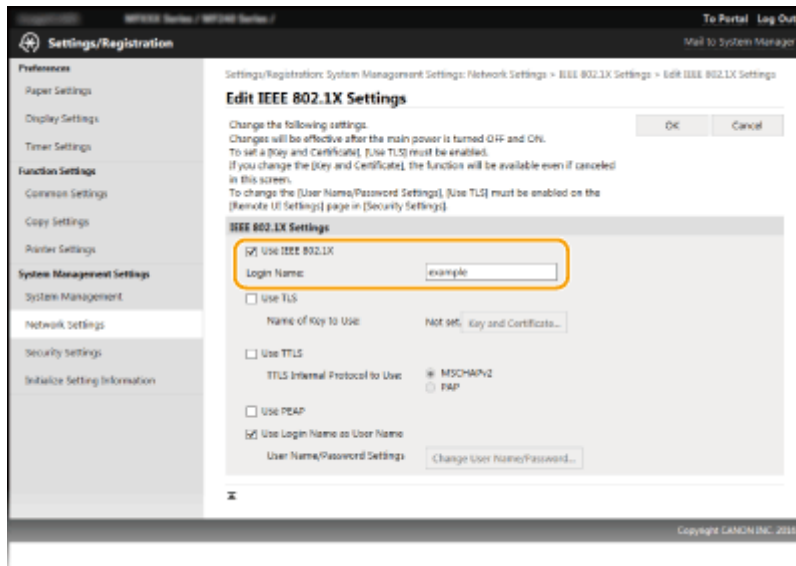 MFXXX Series / MF240 Series /
To Portal Log Out
Settings/Registration
Mail to System Manager
Preferences
Paper Settings
Display Settings
Timer Settings
Function Settings
Common Settings
Copy Settings
Printer Settings
System Management Settings
System Management
Network Settings
Security Settings
Initialize Setting Information
Settings/Registration: System Management Settings: Network Settings > IEEE 802.1X Settings > Edit IEEE 802.1X Settings
Edit IEEE 802.1X Settings
Change the following settings.
Changes will be effective after the main power is turned OFF and ON.
To set a [Key and Certificate], [Use TLS] must be enabled.
If you change the [Key and Certificate], the function will be available even if canceled
in this screen.
To change the [User Name/Password Settings], [Use TLS] must be enabled on the
[Remote UI Settings] page in [Security Settings].
OK Cancel
IEEE 802.1X Settings
Use IEEE 802.1X
Login Name: example
Use TLS
Name of Key to Use: Not set. Key and Certificate...
Use TTLS
TTLS Internal Protocol to Use: MSCHAPv2
PAP
Use PEAP
Use Login Name as User Name
User Name/Password Settings Change User Name/Password...
Copyright CANON INC. 2016